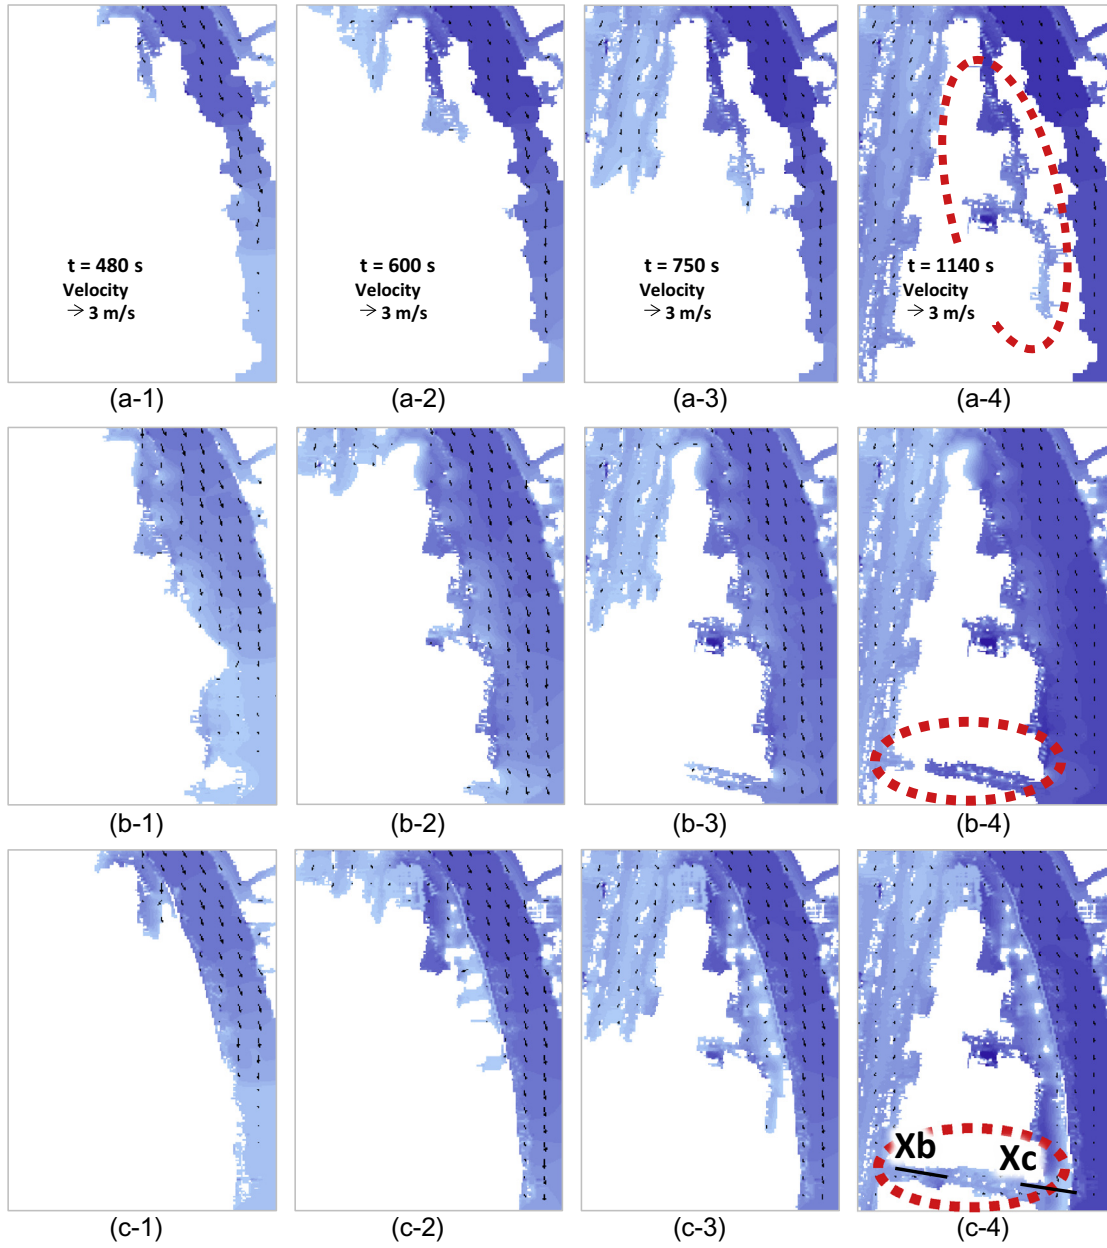 t = 480 s
Velocity
3 m/s
t = 600 s
Velocity
3 m/s
t = 750 s
Velocity
3 m/s
t = 1140 s
Velocity
3 m/s
(a-1)
(a-2)
(a-3)
(a-4)
(b-1)
(b-2)
(b-3)
(b-4)
Xb
Xc
(c-1)
(c-2)
(c-3)
(c-4)